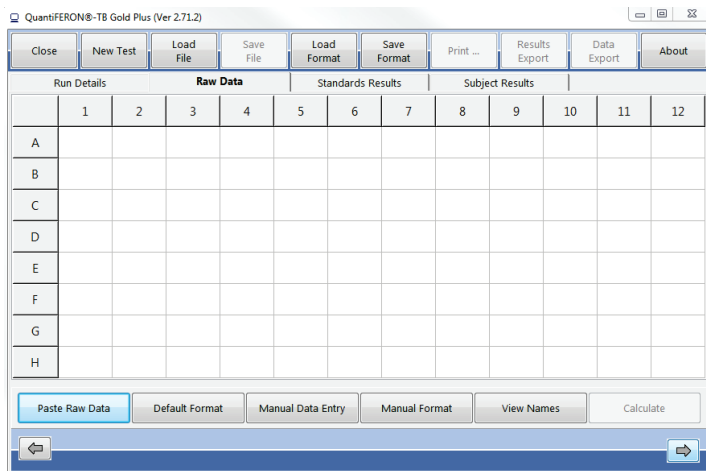 QuantiFERON®-TB Gold Plus (Ver 2.71.2)
Close New Test Load File Save File Load Format Save Format Print ... Results Export Data Export About
Run Details Raw Data Standards Results Subject Results
1 2 3 4 5 6 7 8 9 10 11 12
A
B
C
D
E
F
G
H
Paste Raw Data Default Format Manual Data Entry Manual Format View Names Calculate